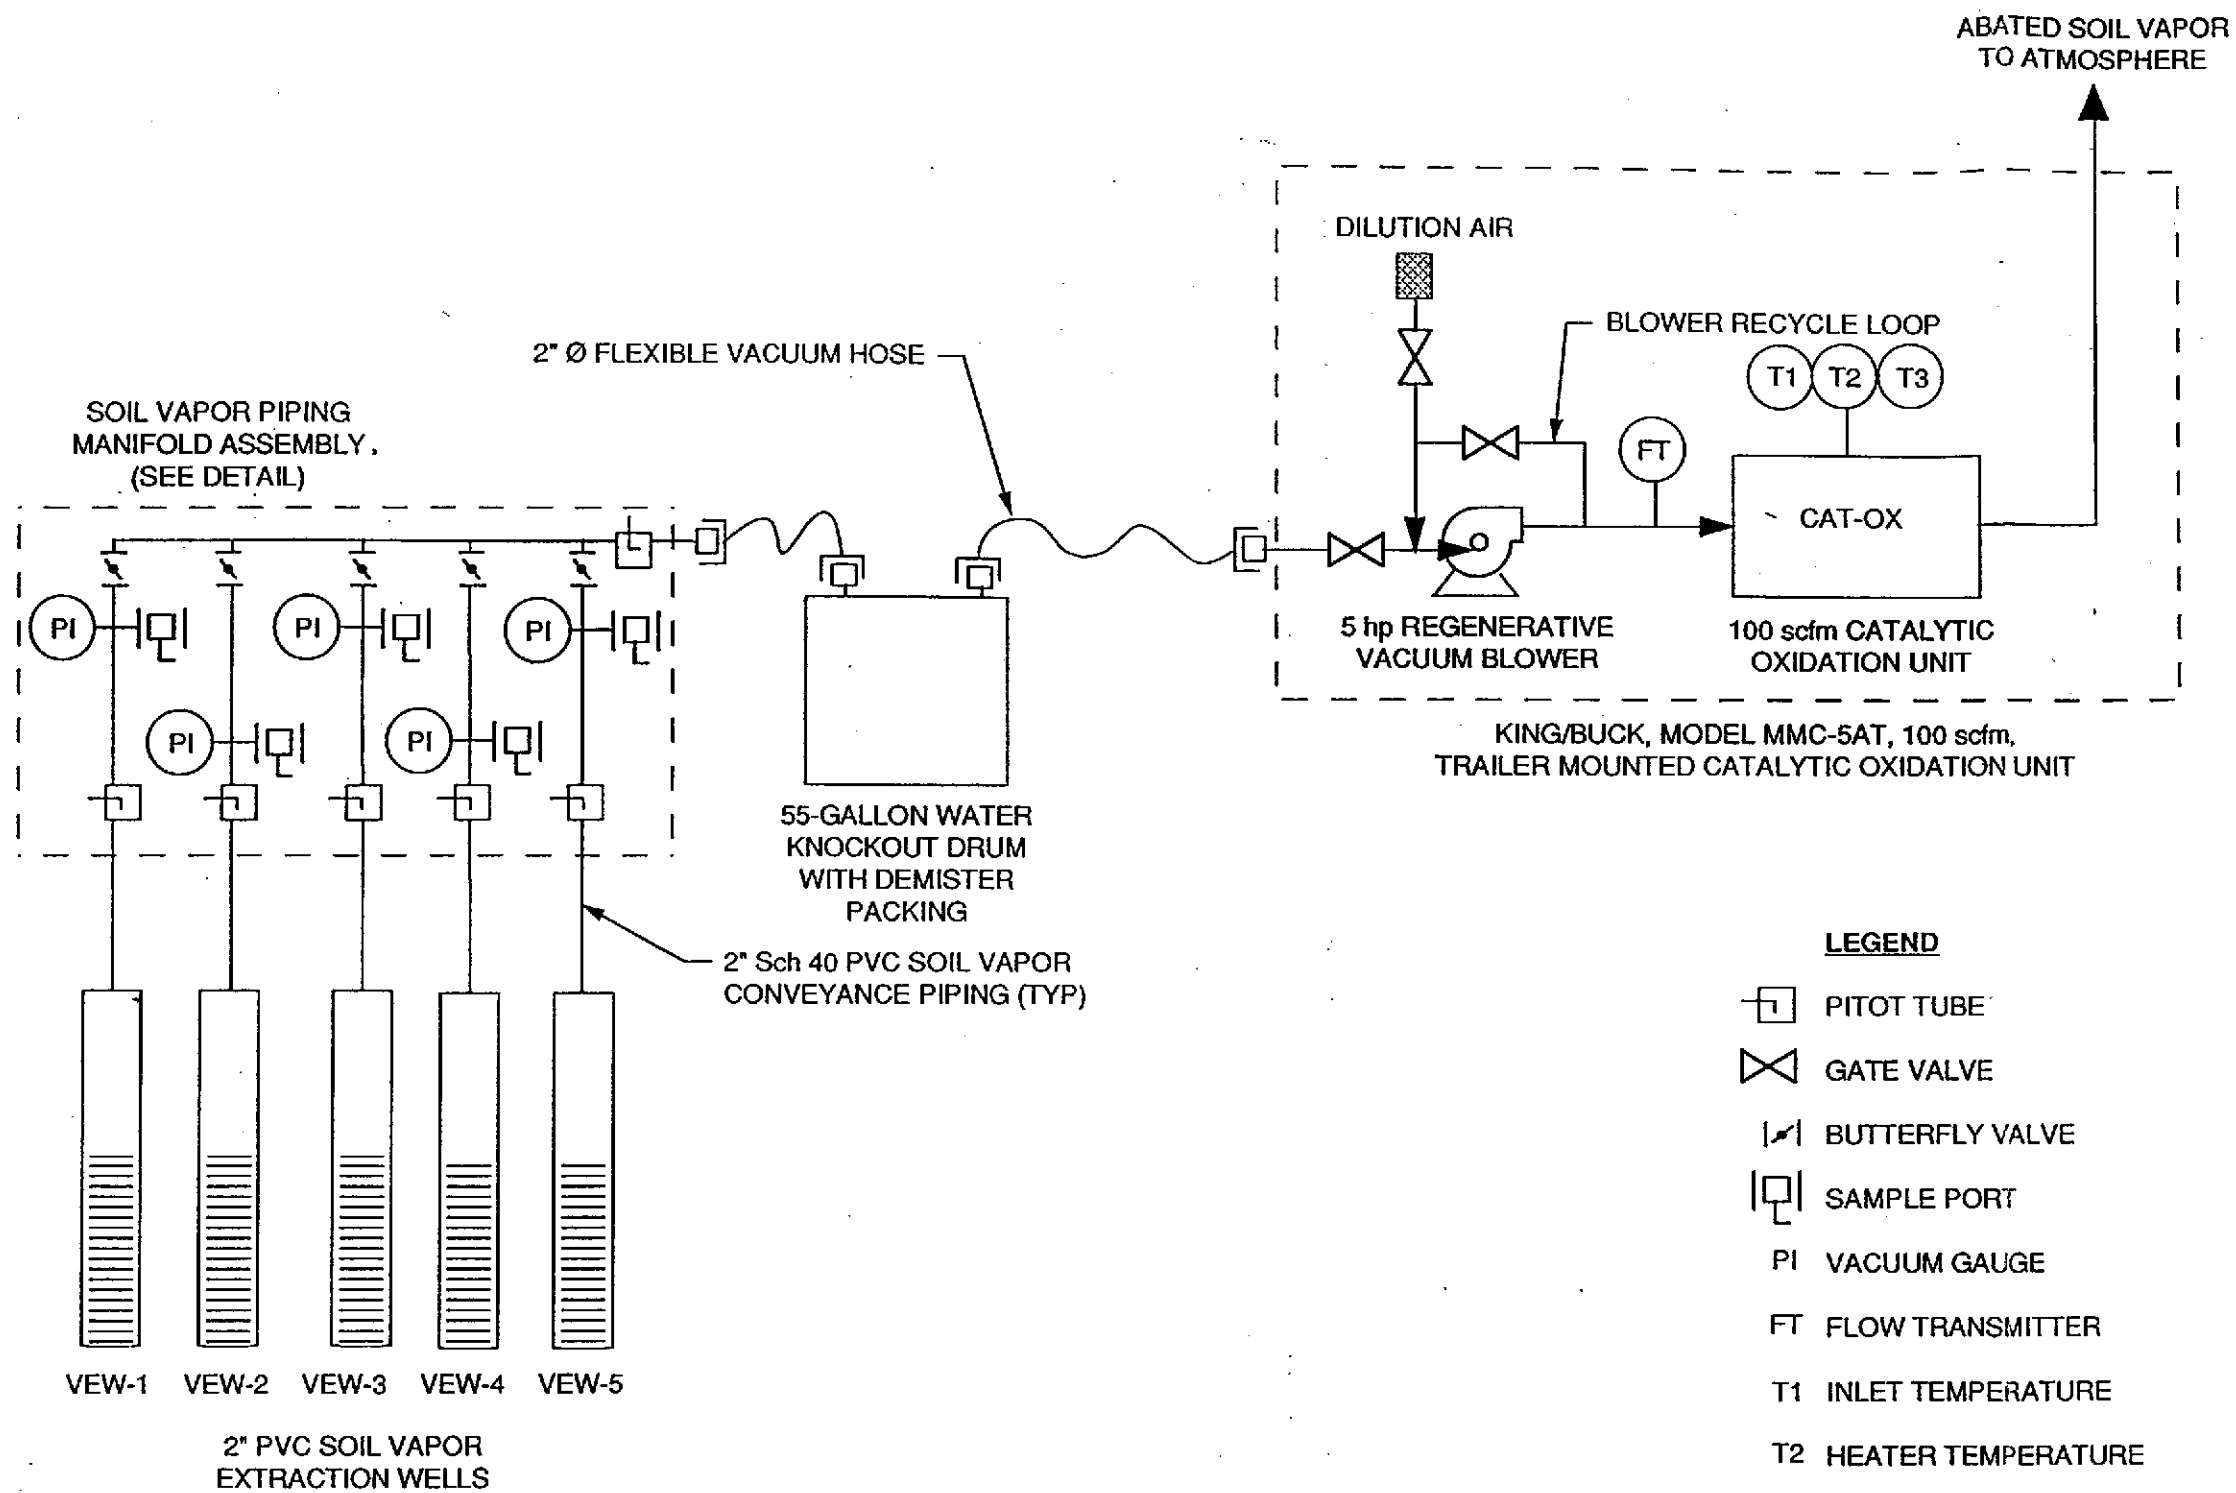 ABATED SOIL VAPOR
TO ATMOSPHERE
DILUTION AIR
BLOWER RECYCLE LOOP
2" Ø FLEXIBLE VACUUM HOSE
T1
T2
T3
SOIL VAPOR PIPING
MANIFOLD ASSEMBLY.
(SEE DETAIL)
FT
CAT-OX
PI
PI
PI
PI
PI
5 hp REGENERATIVE
VACUUM BLOWER
100 scfm CATALYTIC
OXIDATION UNIT
KING/BUCK, MODEL MMC-5AT, 100 scfm,
TRAILER MOUNTED CATALYTIC OXIDATION UNIT
55-GALLON WATER
KNOCKOUT DRUM
WITH DEMISTER
PACKING
2" Sch 40 PVC SOIL VAPOR
CONVEYANCE PIPING (TYP)
VEW-1
VEW-2
VEW-3
VEW-4
VEW-5
2" PVC SOIL VAPOR
EXTRACTION WELLS
LEGEND
PITOT TUBE
GATE VALVE
BUTTERFLY VALVE
SAMPLE PORT
PI VACUUM GAUGE
FT FLOW TRANSMITTER
T1 INLET TEMPERATURE
T2 HEATER TEMPERATURE